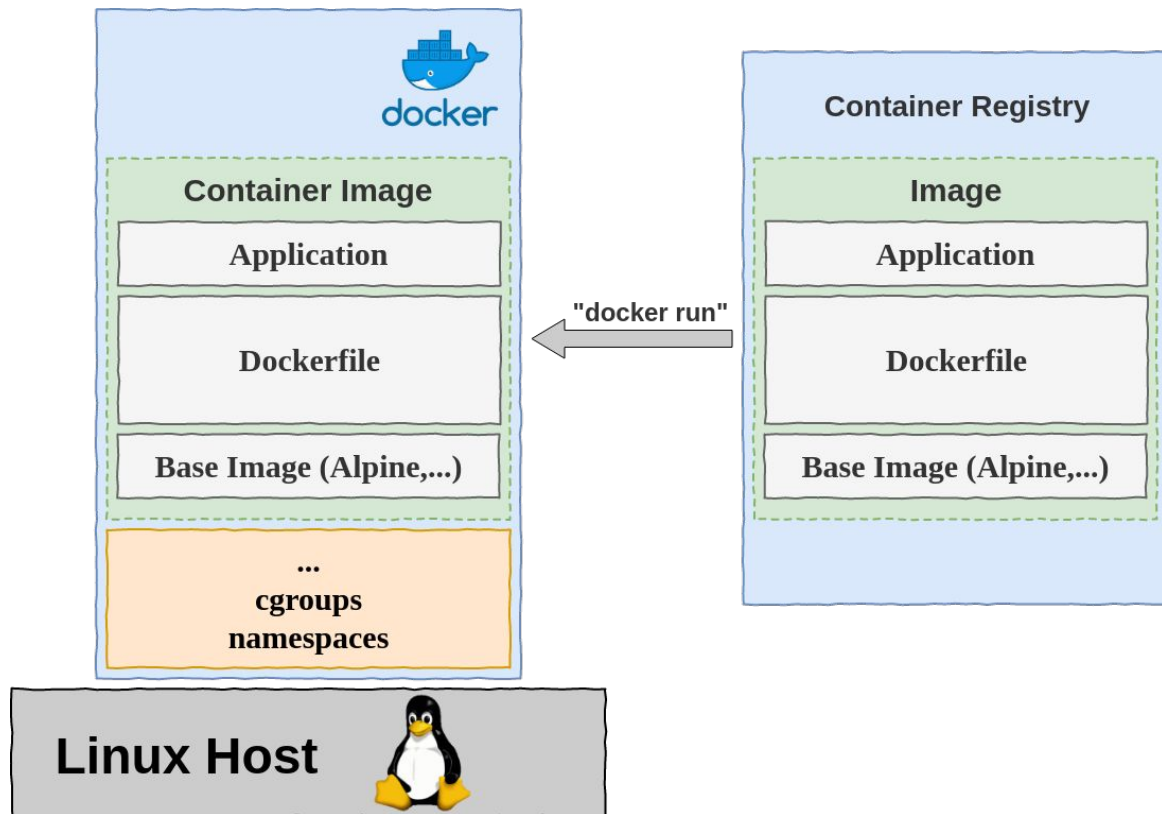 docker
Container Image
Application
Dockerfile
Base Image (Alpine,...)
...
cgroups
namespaces
Linux Host
"docker run"
Container Registry
Image
Application
Dockerfile
Base Image (Alpine,...)